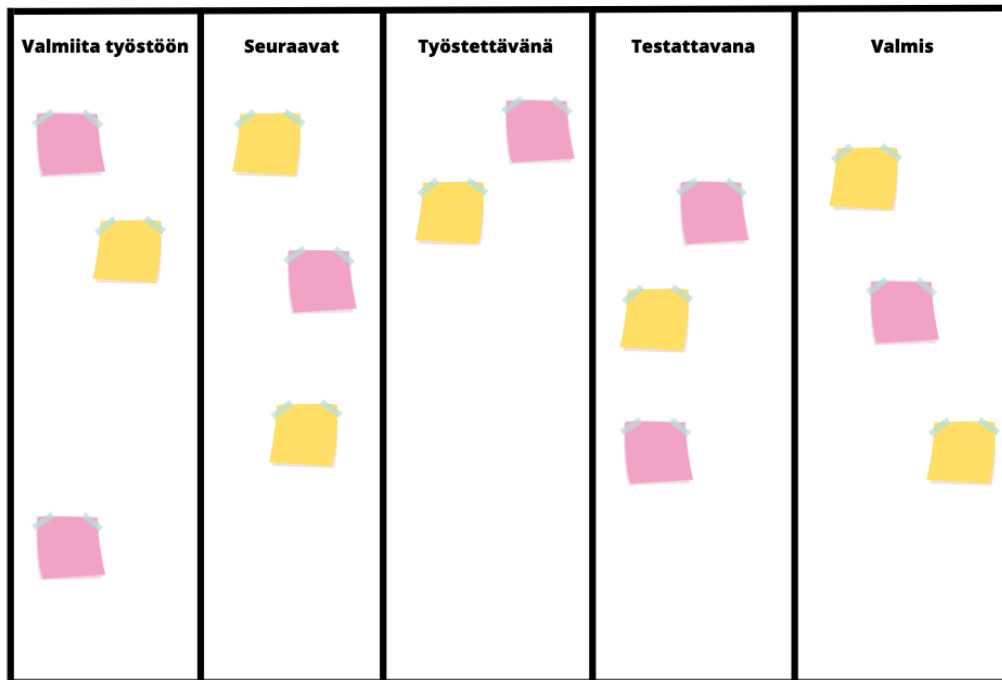 Valmiita työstöön
Seuraavat
Työstettävänä
Testattavana
Valmis